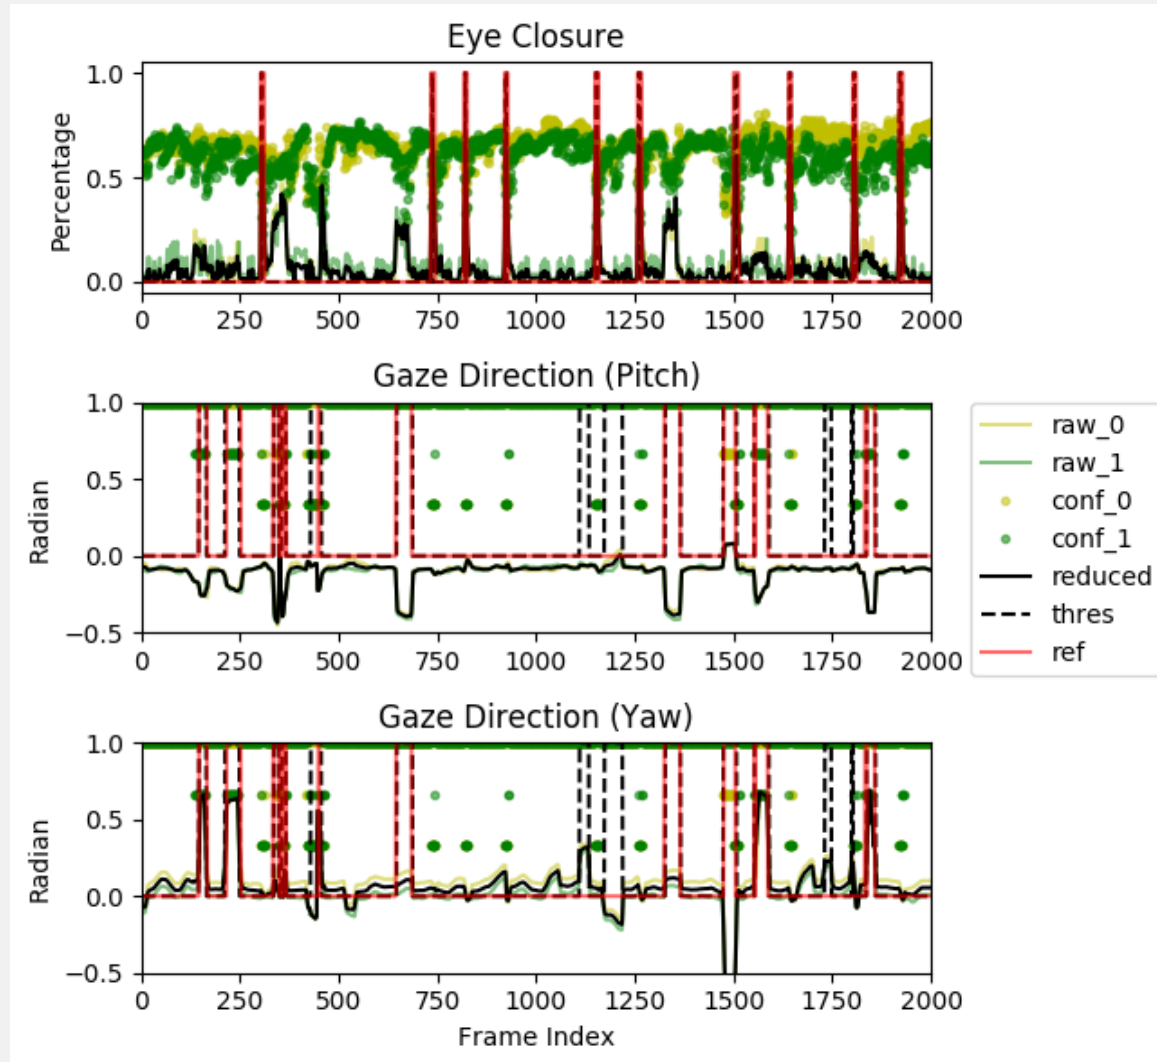 Eye Closure
1.0
0.5
0.0
Percentage
0 250 500 750 1000 1250 1500 1750 2000
Gaze Direction (Pitch)
1.0
0.5
0.0
−0.5
Radian
0 250 500 750 1000 1250 1500 1750 2000
raw_0
raw_1
conf_0
conf_1
reduced
thres
ref
Gaze Direction (Yaw)
1.0
0.5
0.0
−0.5
Radian
0 250 500 750 1000 1250 1500 1750 2000
Frame Index